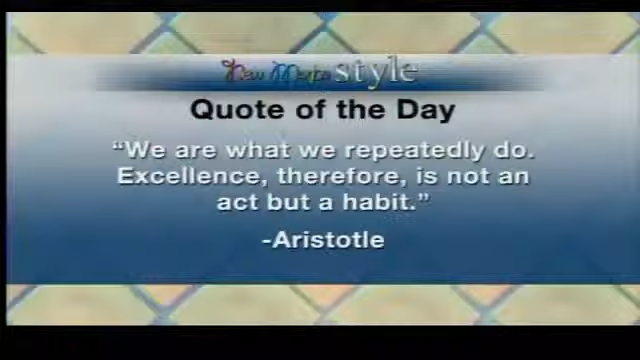 New Mexico style
Quote of the Day
“We are what we repeatedly do.
Excellence, therefore, is not an
act but a habit.”
-Aristotle